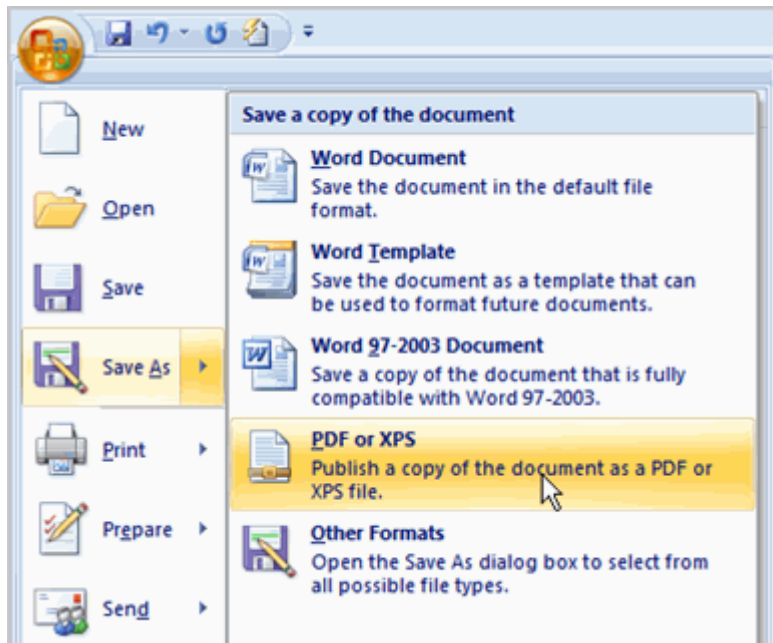 New
Open
Save
Save As
Print
Prepare
Send
Save a copy of the document
Word Document
Save the document in the default file
format.
Word Template
Save the document as a template that can
be used to format future documents.
Word 97-2003 Document
Save a copy of the document that is fully
compatible with Word 97-2003.
PDF or XPS
Publish a copy of the document as a PDF or
XPS file.
Other Formats
Open the Save As dialog box to select from
all possible file types.